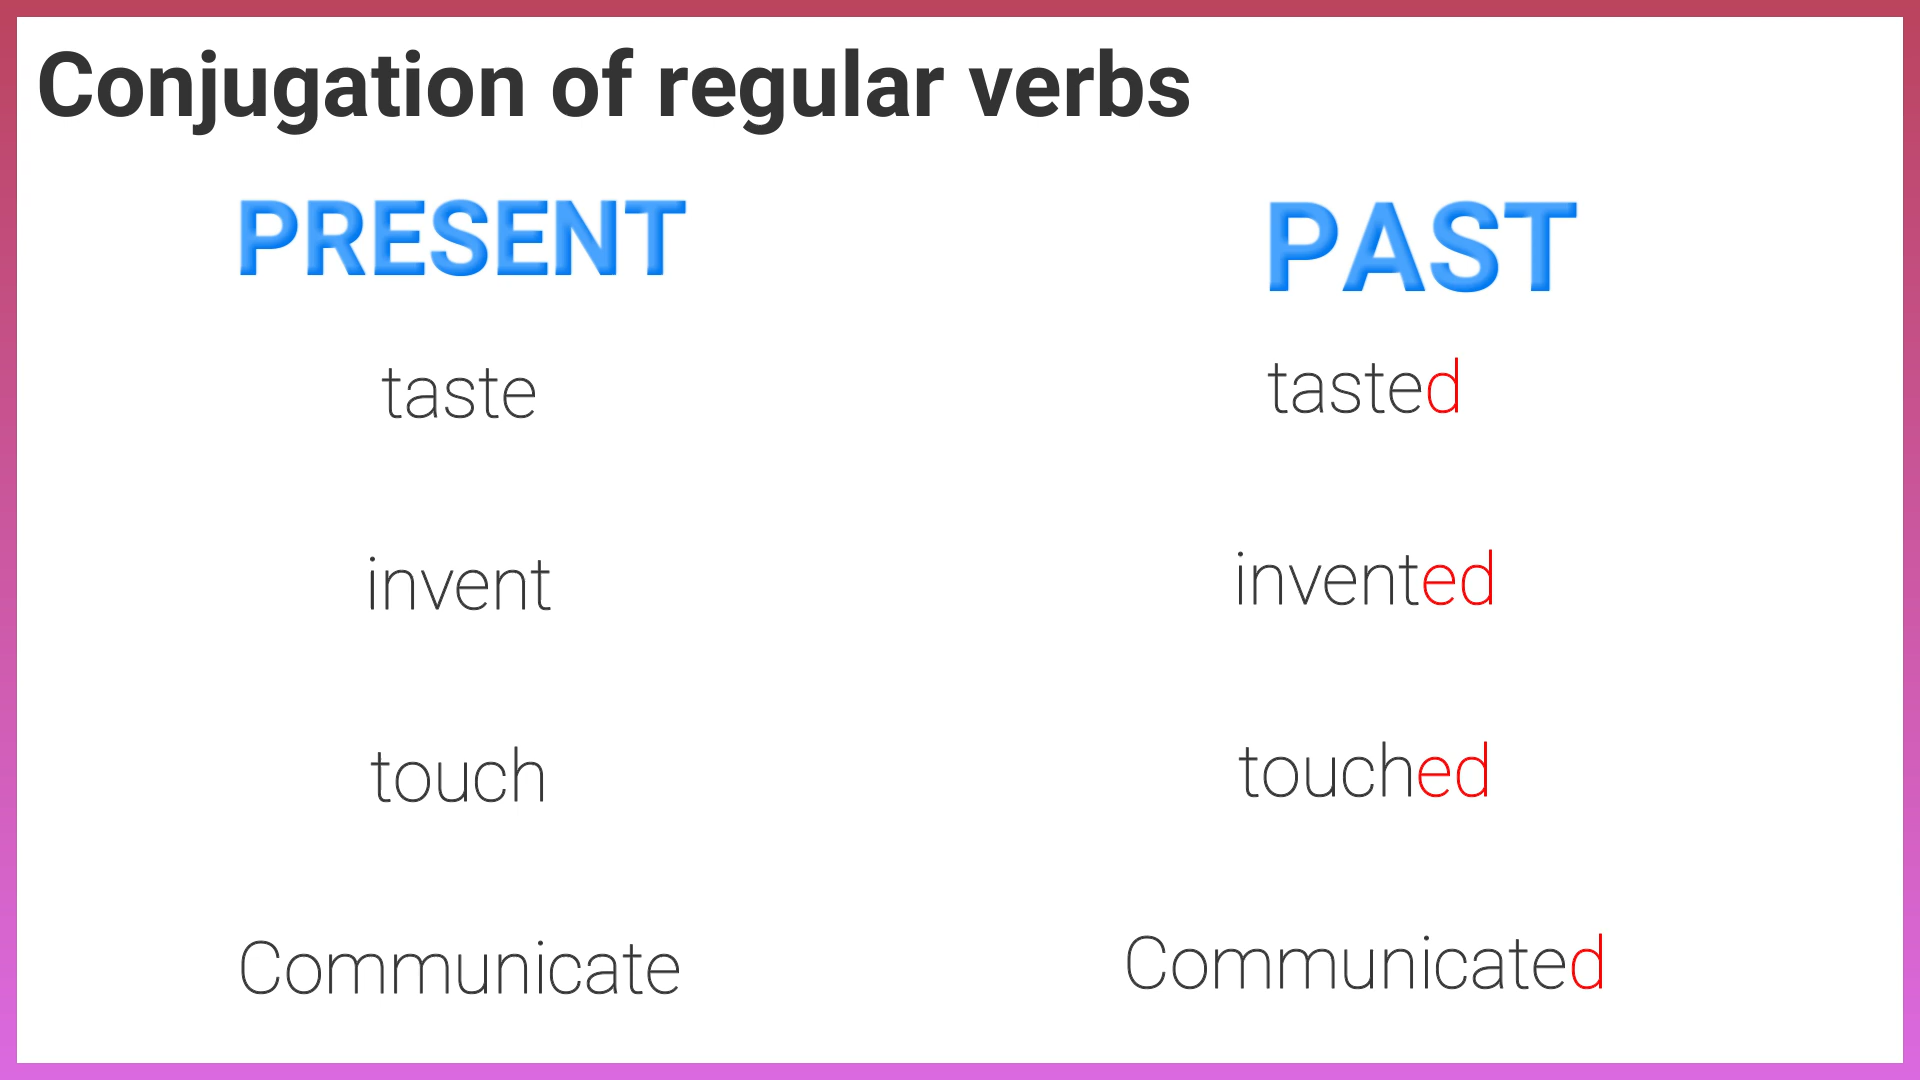 Conjugation of regular verbs
PRESENT PAST
taste tasted
invent invented
touch touched
Communicate Communicated